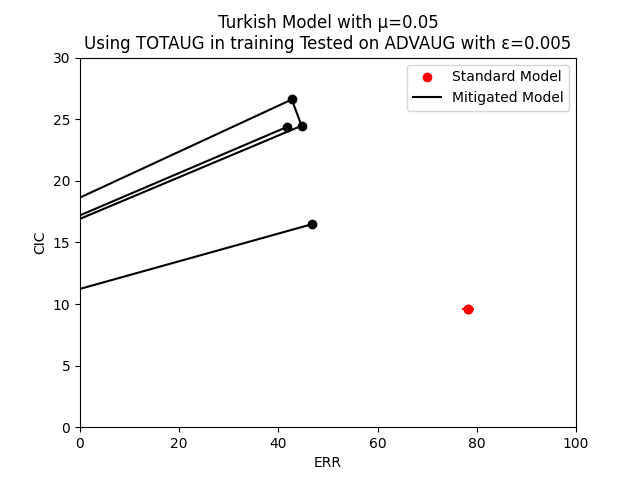 Turkish Model with μ=0.05
Using TOTAUG in training Tested on ADVAUG with ε=0.005
Standard Model
Mitigated Model
30
25
20
15
10
5
0
CIC
0 20 40 60 80 100
ERR